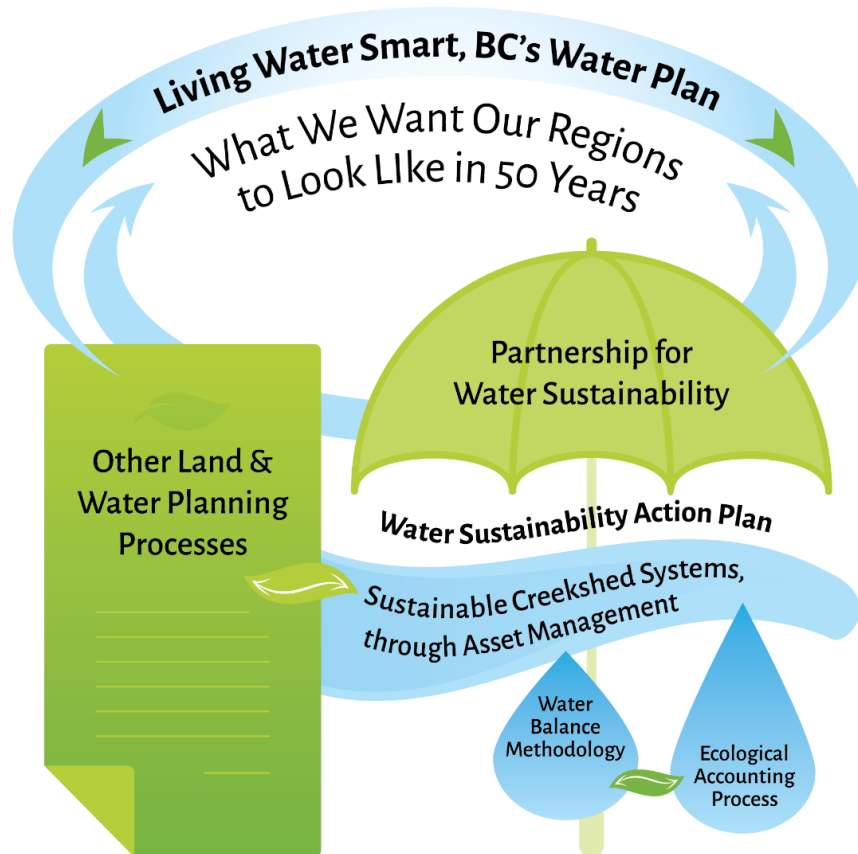 Living Water Smart, BC's Water Plan
What We Want Our Regions
to Look LIke in 50 Years
Partnership for
Water Sustainability
Other Land &
Water Planning
Processes
Water Sustainability Action Plan
Sustainable Creekshed Systems,
through Asset Management
Water
Balance
Methodology
Ecological
Accounting
Process